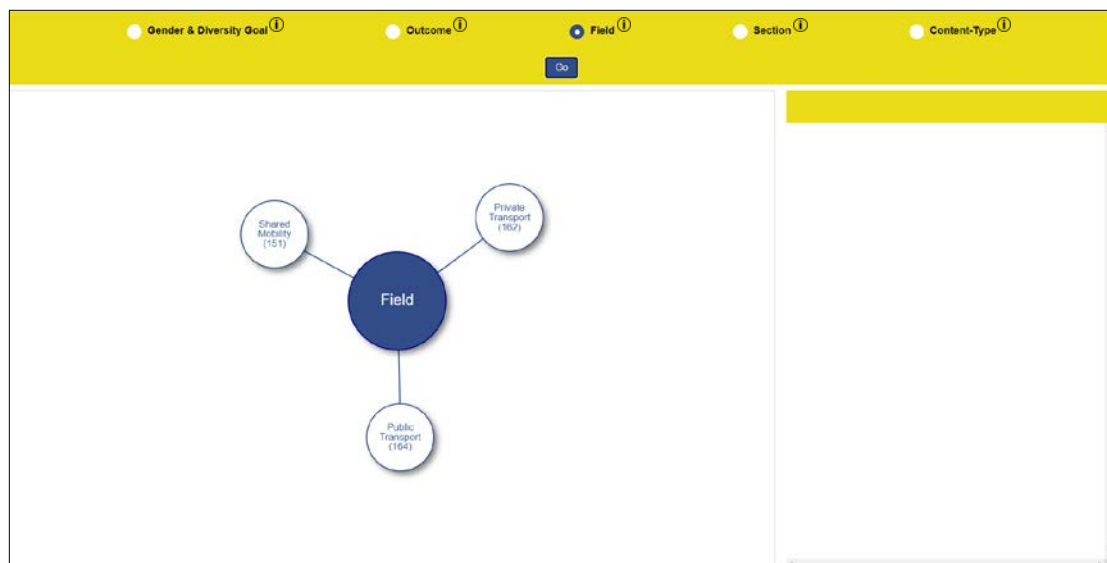 Gender & Diversity Goal
Outcome
Field
Section
Content-Type
Go
Private
Transport
(162)
Shared
Mobility
(151)
Field
Public
Transport
(164)